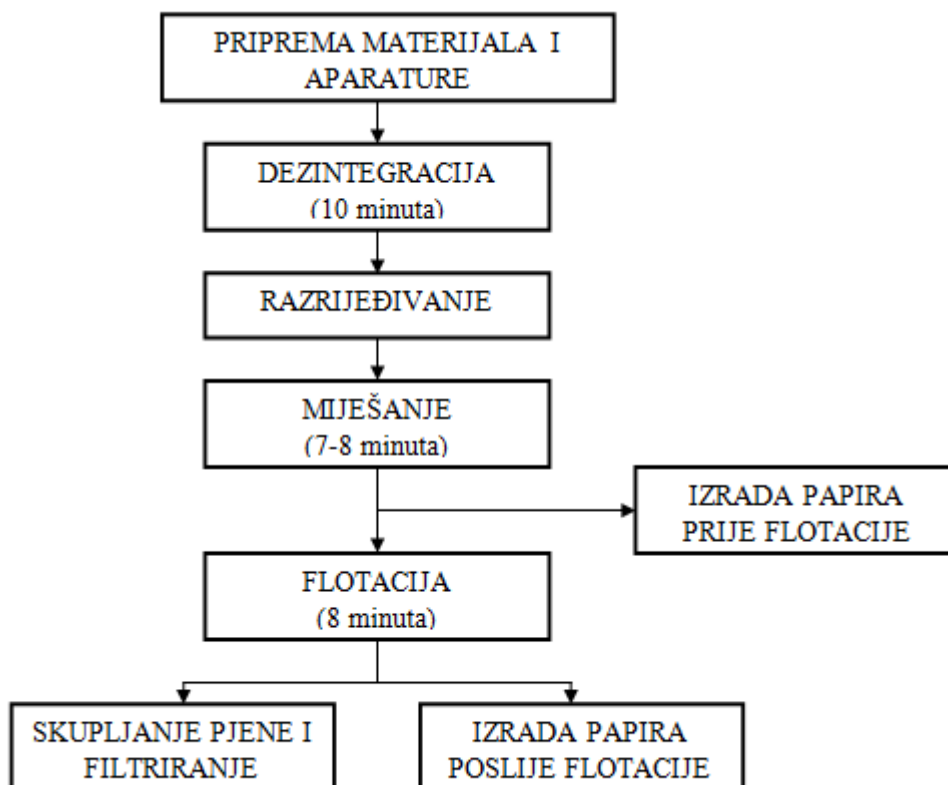 PRIPREMA MATERIJALA I
APARATURE
DEZINTEGRACIJA
(10 minuta)
RAZRIJEĐIVANJE
MIJEŠANJE
(7-8 minuta)
IZRADA PAPIRA
PRIJE FLOTACIJE
FLOTACIJA
(8 minuta)
SKUPLJANJE PJENE I
FILTRIRANJE
IZRADA PAPIRA
POSLIJE FLOTACIJE